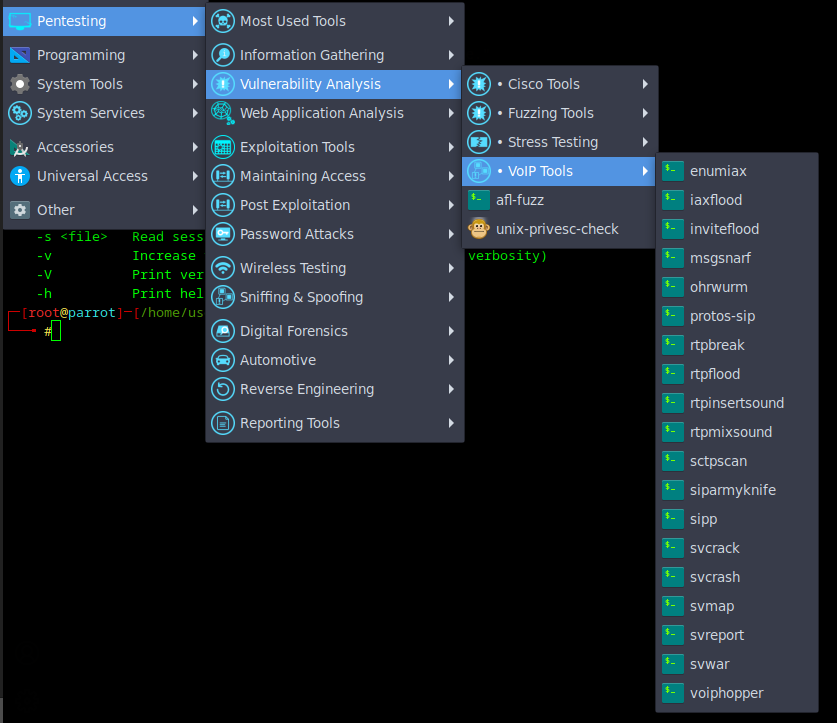 Pentesting
Programming
System Tools
System Services
Accessories
Universal Access
Other
Most Used Tools
Information Gathering
Vulnerability Analysis
Web Application Analysis
Exploitation Tools
Maintaining Access
Post Exploitation
Password Attacks
Wireless Testing
Sniffing & Spoofing
Digital Forensics
Automotive
Reverse Engineering
Reporting Tools
• Cisco Tools
• Fuzzing Tools
• Stress Testing
• VoIP Tools
afl-fuzz
unix-privesc-check
enumiax
iaxflood
inviteflood
msgsnarf
ohrwurm
protos-sip
rtpbreak
rtpflood
rtpinsertsound
rtpmixsound
sctpscan
siparmyknife
sipp
svcrack
svcrash
svmap
svreport
svwar
voiphopper
-s <file> Read sess
-v Increase verbosity)
-V Print ver
-h Print hel
[root@parrot]─[/home/us
#